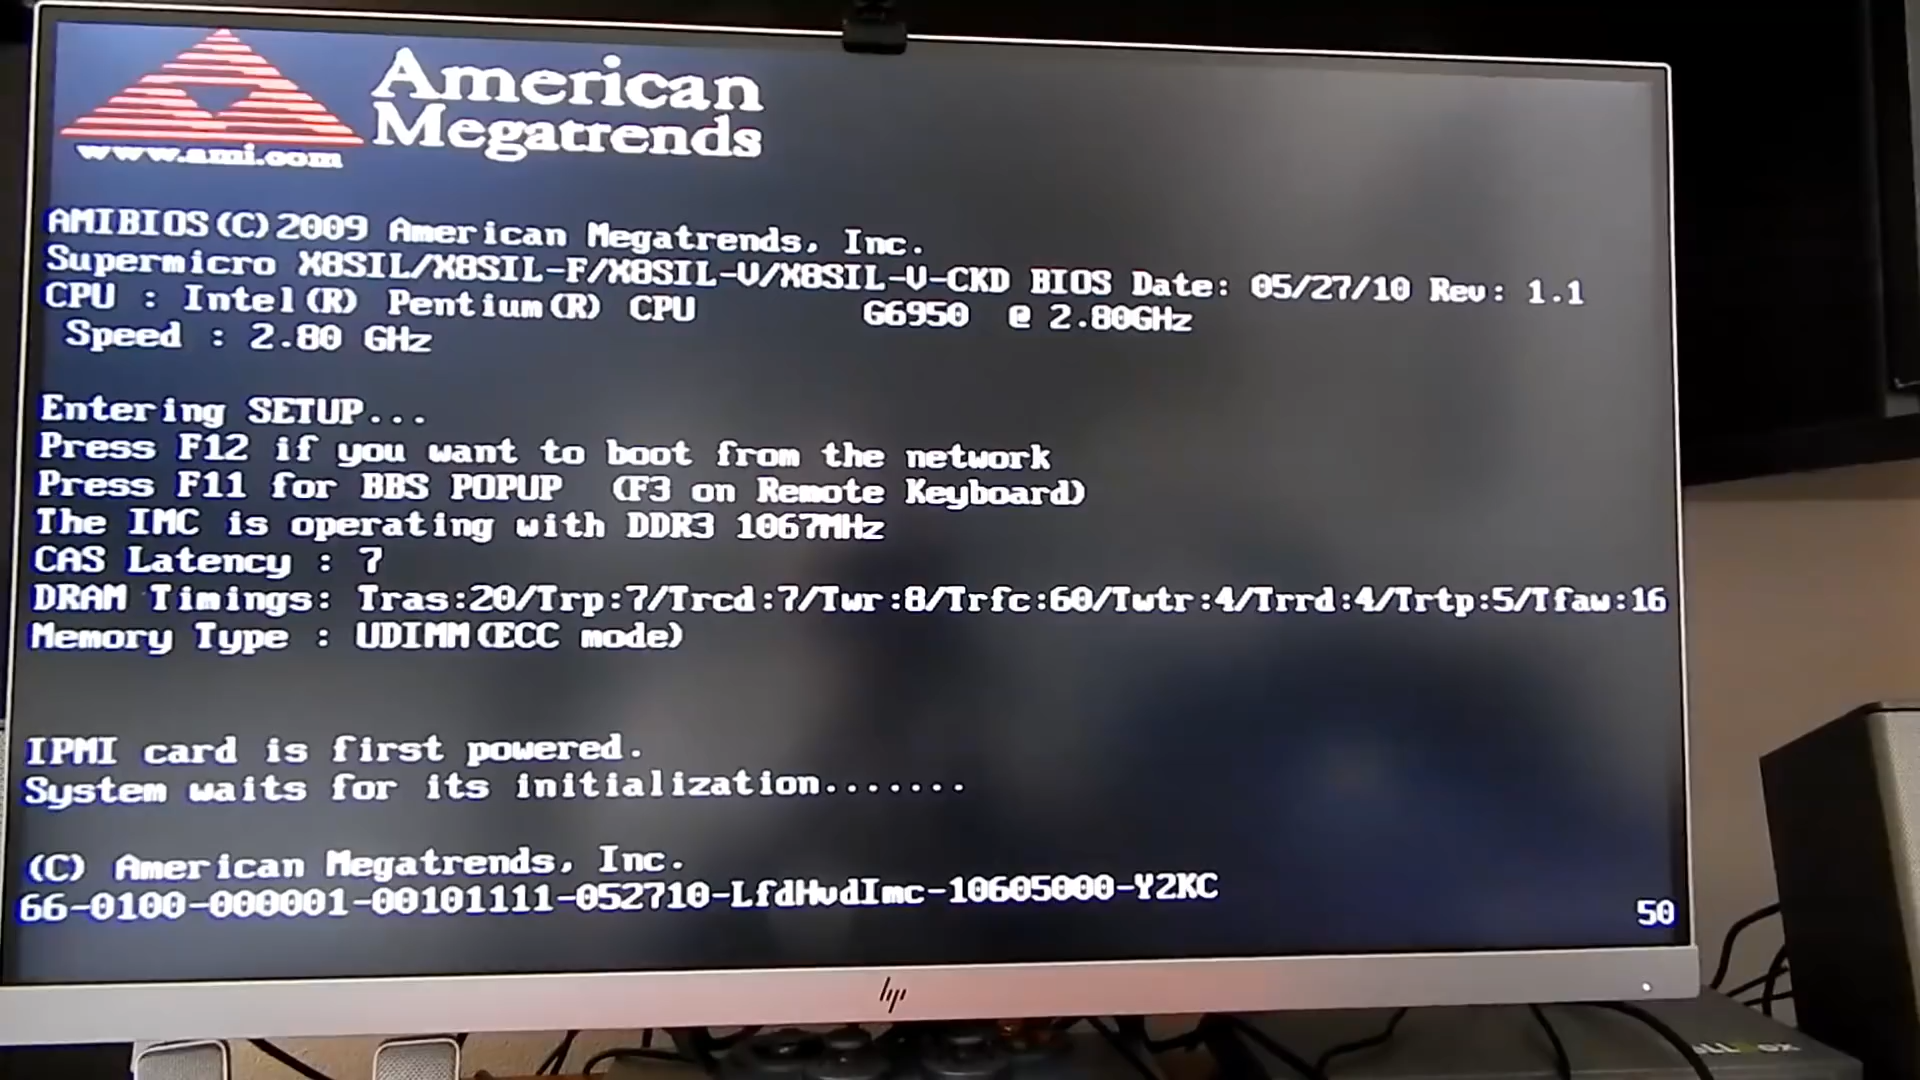 American
Megatrends
www.ami.com
AMIBIOS(C)2009 American Megatrends, Inc.
Supermicro X8SIL/X8SIL-F/X8SIL-V/X8SIL-V-CKD BIOS Date: 05/27/10 Rev: 1.1
CPU : Intel(R) Pentium(R) CPU G6950 @ 2.80GHz
Speed : 2.80 GHz
Entering SETUP...
Press F12 if you want to boot from the network
Press F11 for BBS POPUP (F3 on Remote Keyboard)
The IMC is operating with DDR3 1067MHz
CAS Latency : 7
DRAM Timings: Tras:20/Trp:7/Trcd:7/Twr:8/Trfc:60/Twtr:4/Trrd:4/Trtp:5/Tfaw:16
Memory Type : UDIMM(ECC mode)
IPMI card is first powered.
System waits for its initialization.......
(C) American Megatrends, Inc.
66-0100-000001-00101111-052710-LfdHvdImc-10605000-Y2KC
50
hp